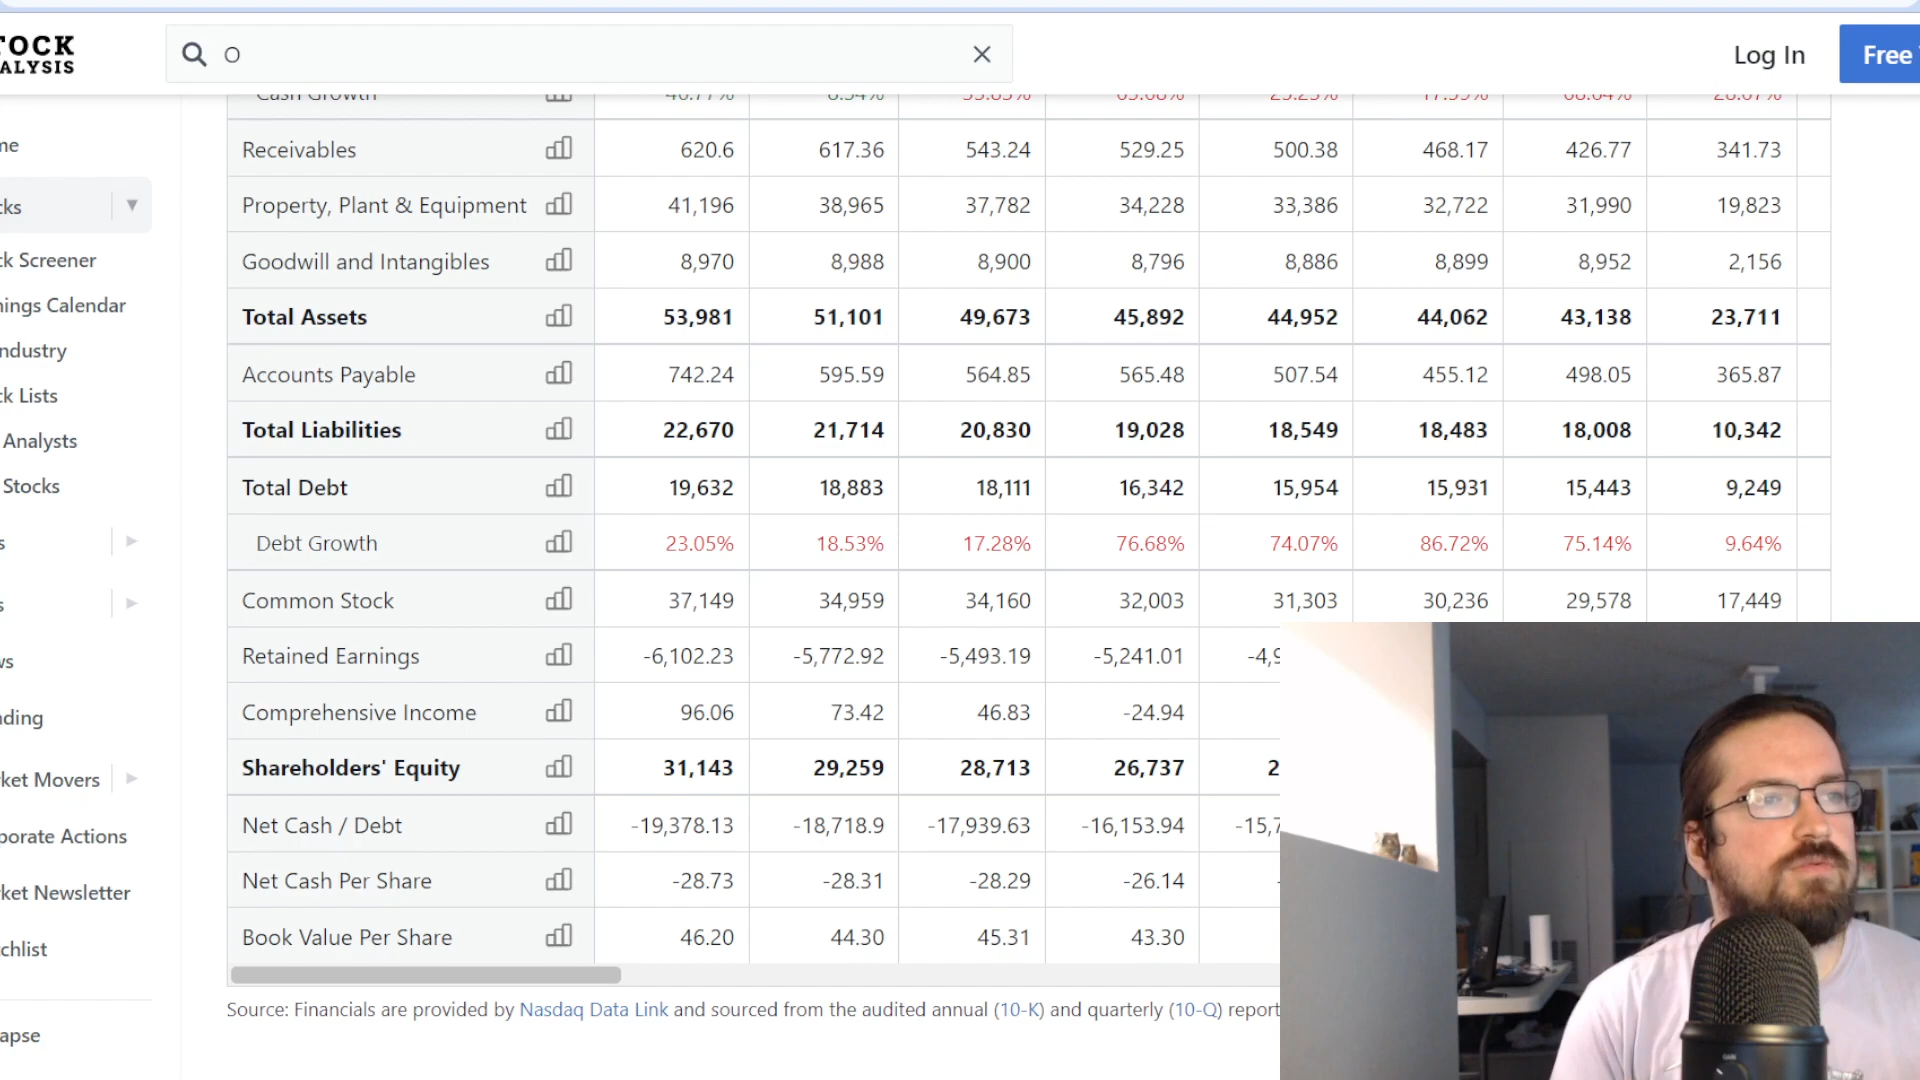 TOCK
ALYSIS
O
Log In
Free
Receivables 620.6 617.36 543.24 529.25 500.38 468.17 426.77 341.73
Property, Plant & Equipment 41,196 38,965 37,782 34,228 33,386 32,722 31,990 19,823
Goodwill and Intangibles 8,970 8,988 8,900 8,796 8,886 8,899 8,952 2,156
Total Assets 53,981 51,101 49,673 45,892 44,952 44,062 43,138 23,711
Accounts Payable 742.24 595.59 564.85 565.48 507.54 455.12 498.05 365.87
Total Liabilities 22,670 21,714 20,830 19,028 18,549 18,483 18,008 10,342
Total Debt 19,632 18,883 18,111 16,342 15,954 15,931 15,443 9,249
Debt Growth 23.05% 18.53% 17.28% 76.68% 74.07% 86.72% 75.14% 9.64%
Common Stock 37,149 34,959 34,160 32,003 31,303 30,236 29,578 17,449
Retained Earnings -6,102.23 -5,772.92 -5,493.19 -5,241.01 -4,9
Comprehensive Income 96.06 73.42 46.83 -24.94
Shareholders' Equity 31,143 29,259 28,713 26,737 2
Net Cash / Debt -19,378.13 -18,718.9 -17,939.63 -16,153.94 -15,7
Net Cash Per Share -28.73 -28.31 -28.29 -26.14 -
Book Value Per Share 46.20 44.30 45.31 43.30
Source: Financials are provided by Nasdaq Data Link and sourced from the audited annual (10-K) and quarterly (10-Q) report
me
cks
ck Screener
nings Calendar
ndustry
ck Lists
Analysts
Stocks
s
s
ws
nding
ket Movers
porate Actions
ket Newsletter
chlist
apse